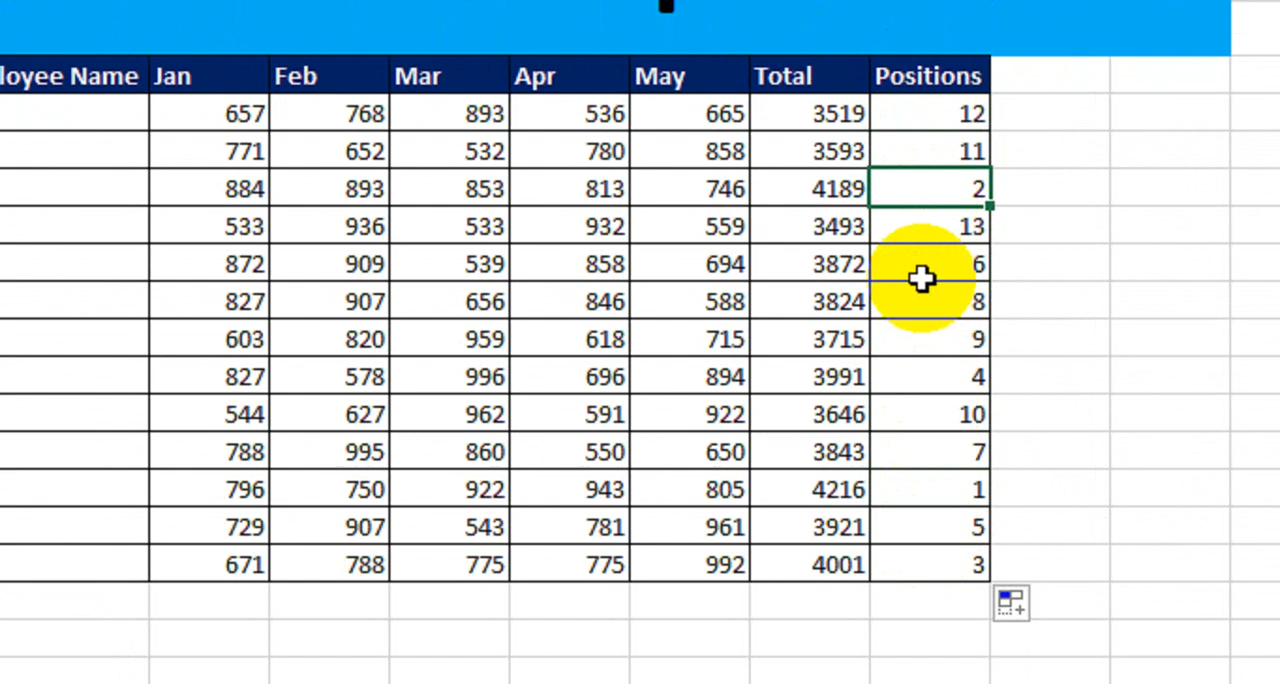 loyee Name Jan Feb Mar Apr May Total Positions
657 768 893 536 665 3519 12
771 652 532 780 858 3593 11
884 893 853 813 746 4189 2
533 936 533 932 559 3493 13
872 909 539 858 694 3872 6
827 907 656 846 588 3824 8
603 820 959 618 715 3715 9
827 578 996 696 894 3991 4
544 627 962 591 922 3646 10
788 995 860 550 650 3843 7
796 750 922 943 805 4216 1
729 907 543 781 961 3921 5
671 788 775 775 992 4001 3